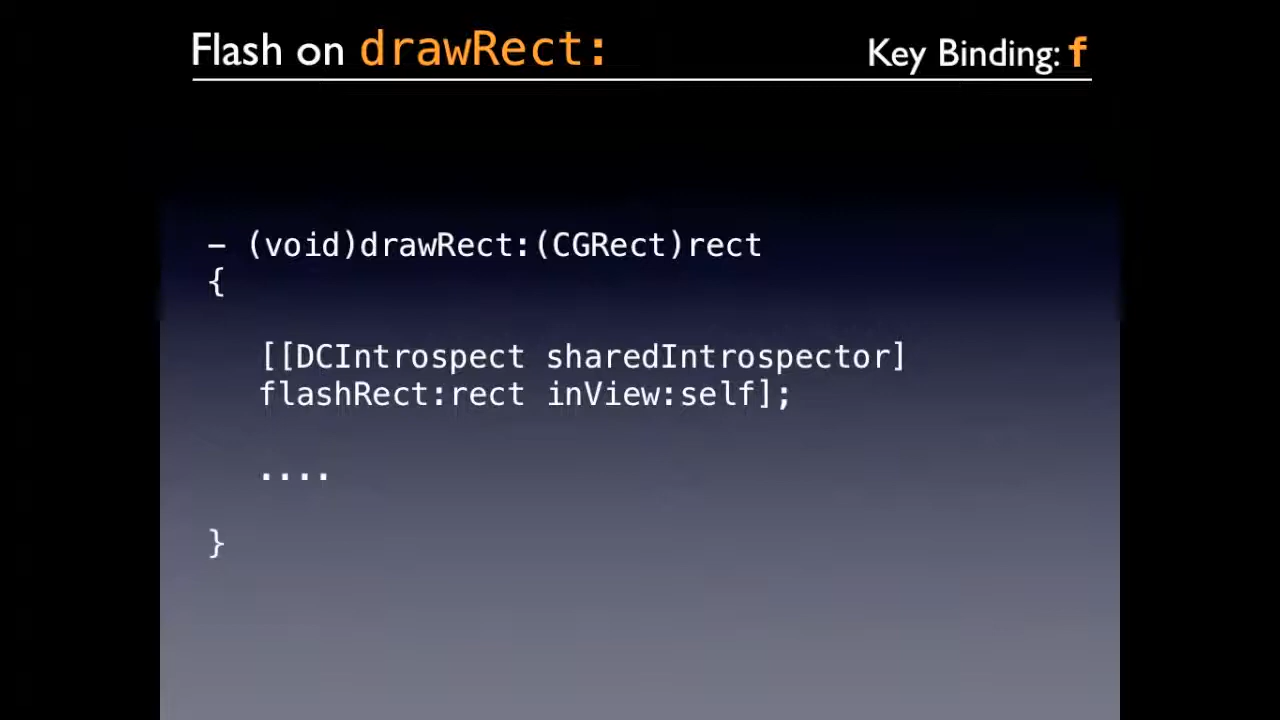 Flash on drawRect: Key Binding: f
- (void)drawRect:(CGRect)rect
{
[[DCIntrospect sharedIntrospector]
flashRect:rect inView:self];
....
}